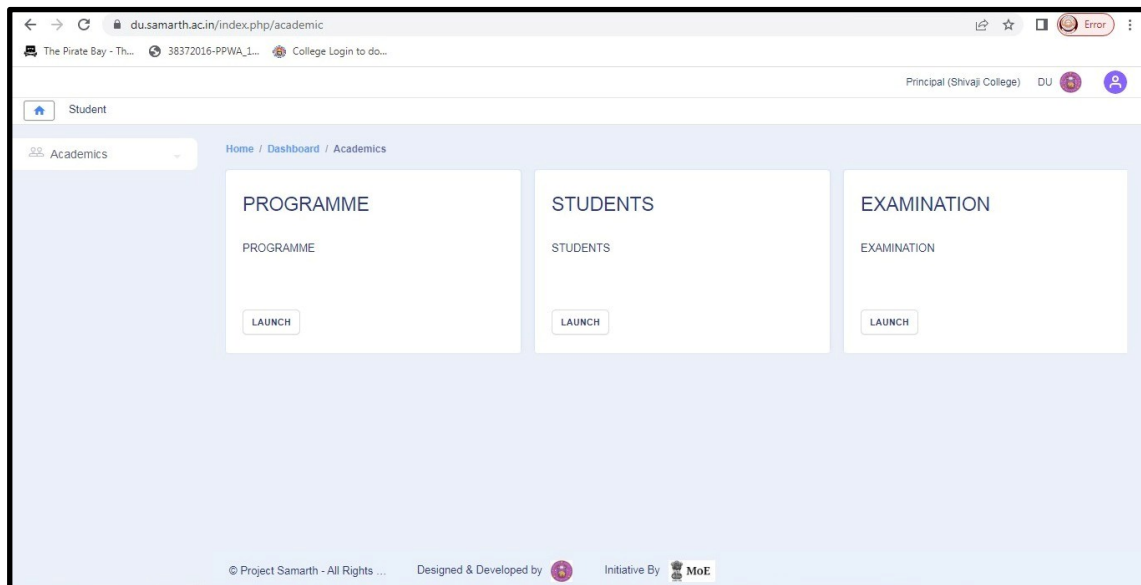 du.samarth.ac.in/index.php/academic
Error
The Pirate Bay - Th...
38372016-PPWA_1...
College Login to do...
Principal (Shivaji College)
DU
Student
Academics
Home / Dashboard / Academics
PROGRAMME
PROGRAMME
LAUNCH
STUDENTS
STUDENTS
LAUNCH
EXAMINATION
EXAMINATION
LAUNCH
© Project Samarth - All Rights ...
Designed & Developed by
Initiative By
MoE